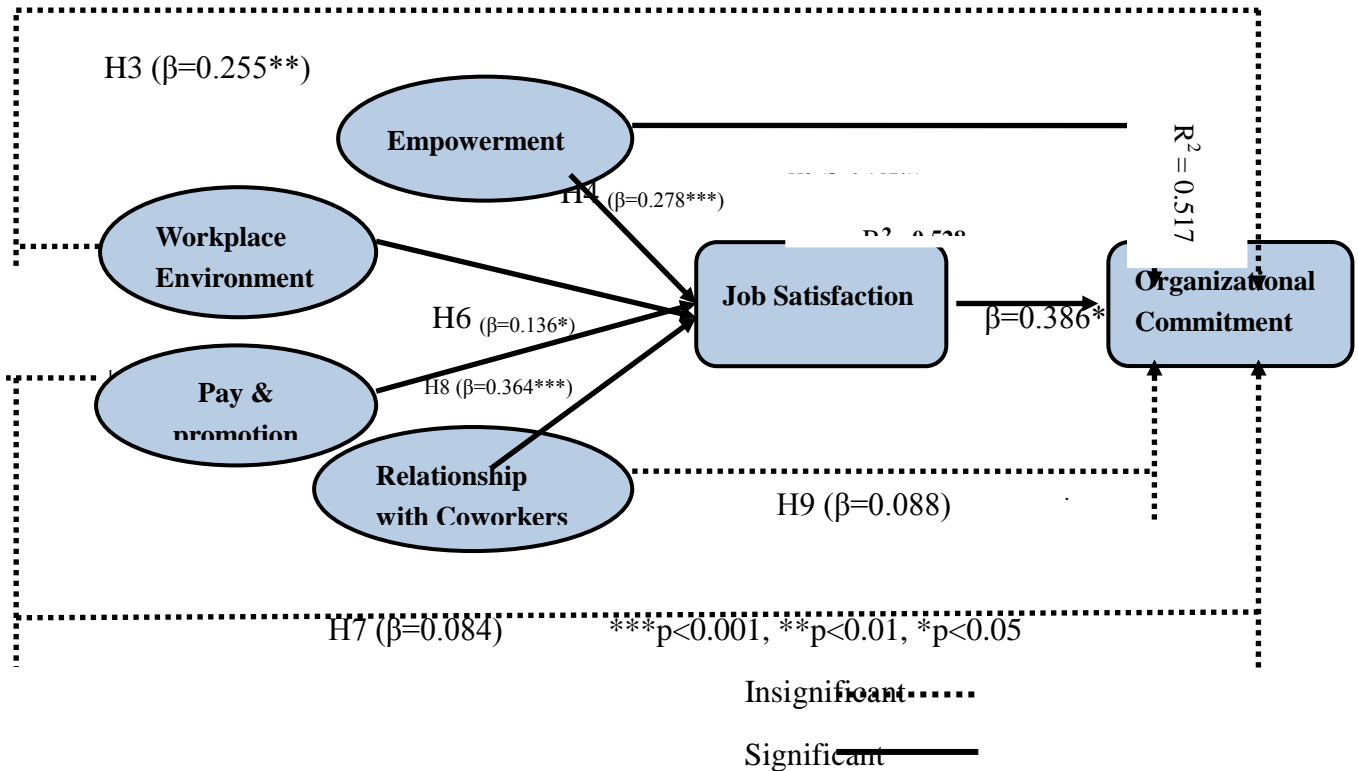 H3 (β=0.255**)
Empowerment
R² = 0.517
H4 (β=0.278***)
Workplace
Environment
Job Satisfaction
Organizational
Commitment
H6 (β=0.136*)
β=0.386*
Pay &
promotion
H8 (β=0.364***)
Relationship
with Coworkers
H9 (β=0.088)
H7 (β=0.084)
***p<0.001, **p<0.01, *p<0.05
Insignificant
Significant